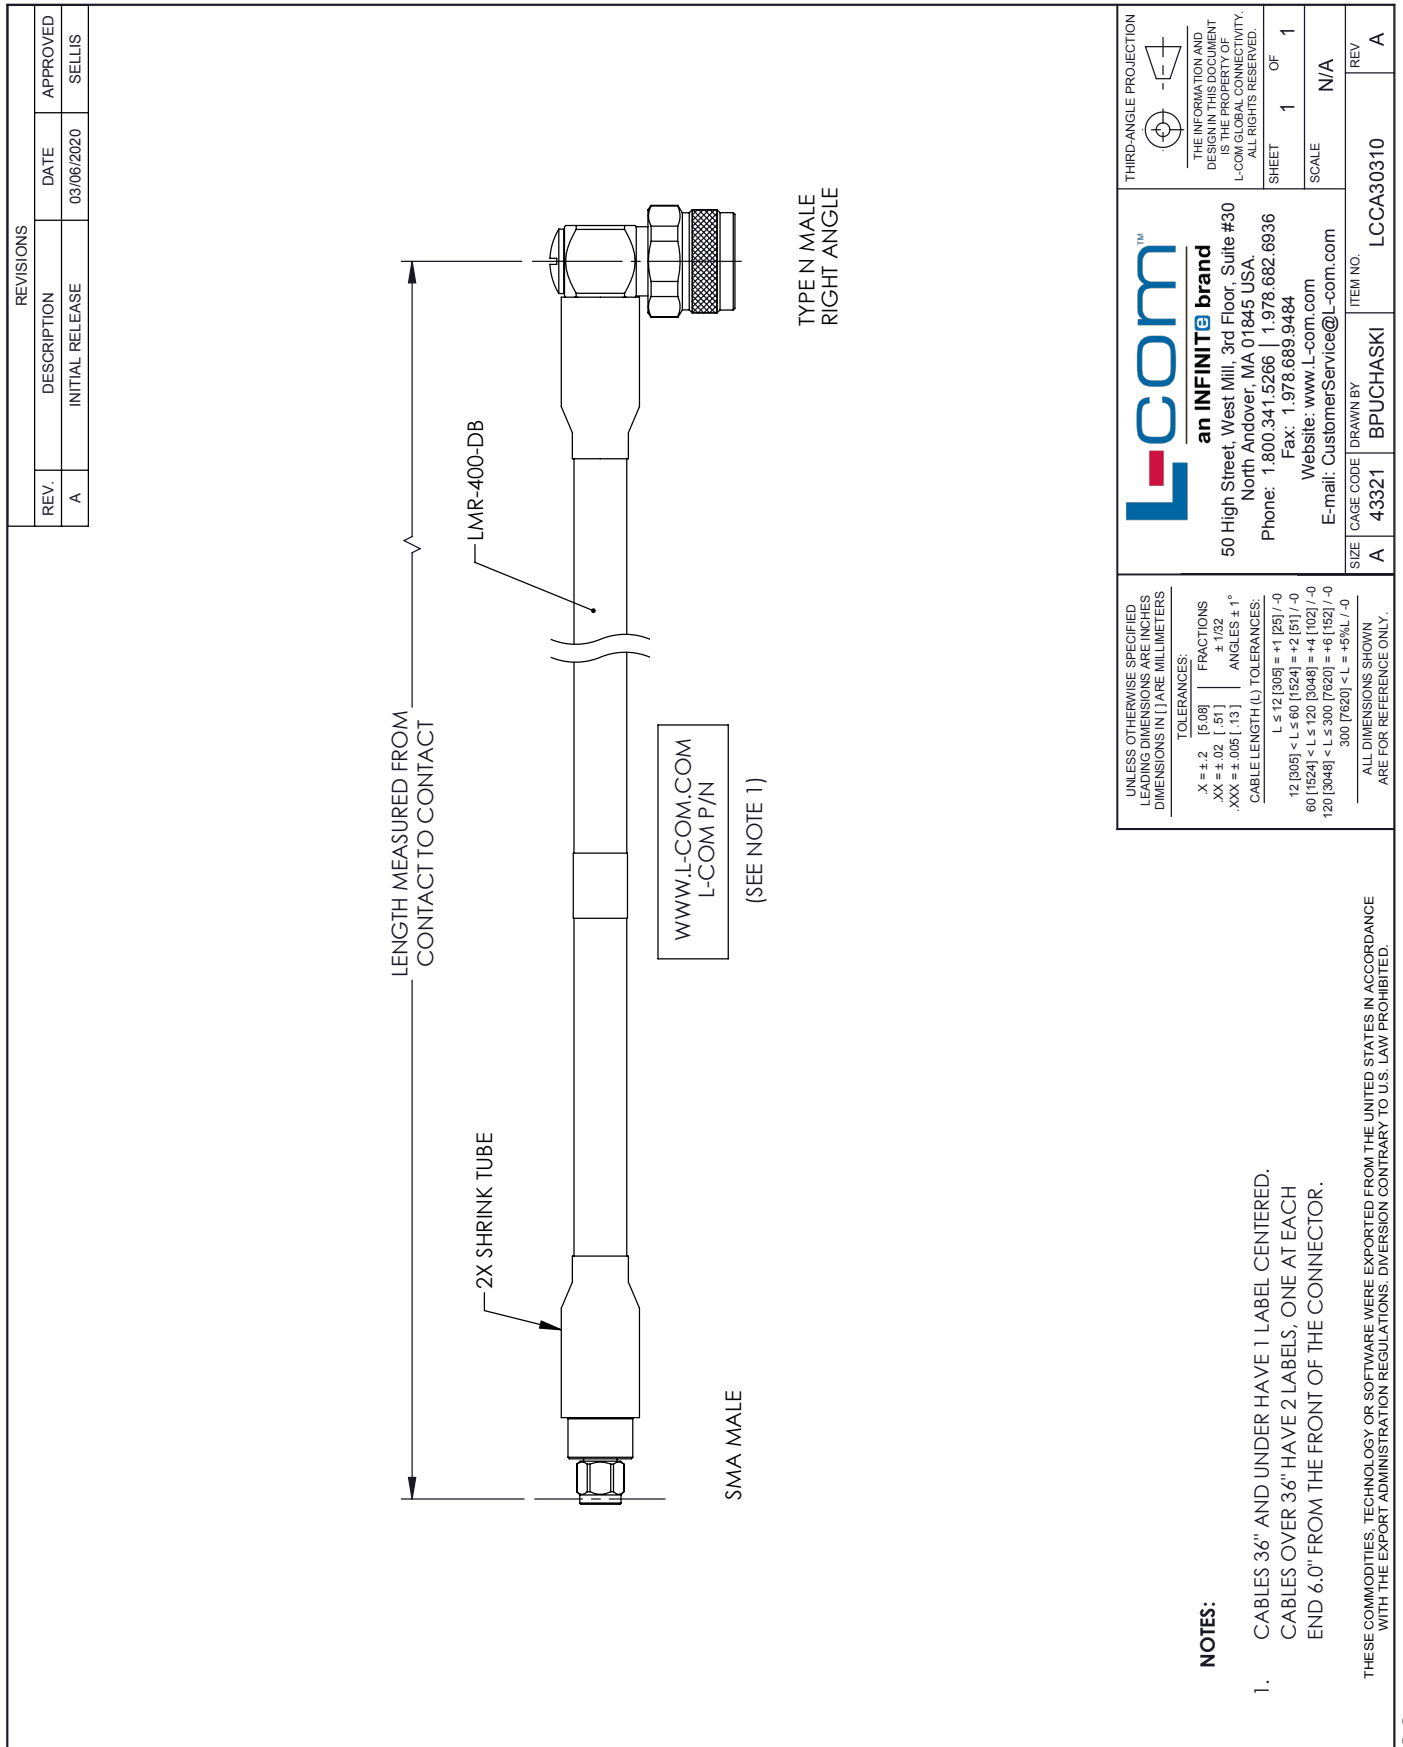 REVISIONS
REV. DESCRIPTION DATE APPROVED
A INITIAL RELEASE 03/06/2020 SELLIS
LENGTH MEASURED FROM
CONTACT TO CONTACT
2X SHRINK TUBE
LMR-400-DB
WWW.L-COM.COM
L-COM P/N
(SEE NOTE 1)
SMA MALE
TYPE N MALE
RIGHT ANGLE
NOTES:
1. CABLES 36" AND UNDER HAVE 1 LABEL CENTERED.
CABLES OVER 36" HAVE 2 LABELS, ONE AT EACH
END 6.0" FROM THE FRONT OF THE CONNECTOR.
THESE COMMODITIES, TECHNOLOGY OR SOFTWARE WERE EXPORTED FROM THE UNITED STATES IN ACCORDANCE
WITH THE EXPORT ADMINISTRATION REGULATIONS. DIVERSION CONTRARY TO U.S. LAW PROHIBITED.
UNLESS OTHERWISE SPECIFIED
LEADING DIMENSIONS ARE INCHES
DIMENSIONS IN [ ] ARE MILLIMETERS
TOLERANCES:
.X = ±.2 [5.08] FRACTIONS
.XX = ±.02 [ .51 ] ± 1/32
.XXX = ±.005 [ .13 ] ANGLES ± 1°
CABLE LENGTH (L) TOLERANCES:
L ≤ 12 [305] = +1 [25] / -0
12 [305] < L ≤ 60 [1524] = +2 [51] / -0
60 [1524] < L ≤ 120 [3048] = +4 [102] / -0
120 [3048] < L ≤ 300 [7620] = +6 [152] / -0
300 [7620] < L = +5%L / -0
ALL DIMENSIONS SHOWN
ARE FOR REFERENCE ONLY.
L-com™
an INFINITe brand
50 High Street, West Mill, 3rd Floor, Suite #30
North Andover, MA 01845 USA.
Phone: 1.800.341.5266 | 1.978.682.6936
Fax: 1.978.689.9484
Website: www.L-com.com
E-mail: CustomerService@L-com.com
THIRD-ANGLE PROJECTION
THE INFORMATION AND
DESIGN IN THIS DOCUMENT
IS THE PROPERTY OF
L-COM GLOBAL CONNECTIVITY.
ALL RIGHTS RESERVED.
SHEET 1 OF 1
SCALE N/A
SIZE CAGE CODE DRAWN BY ITEM NO. REV
A 43321 BPUCHASKI LCCA30310 A